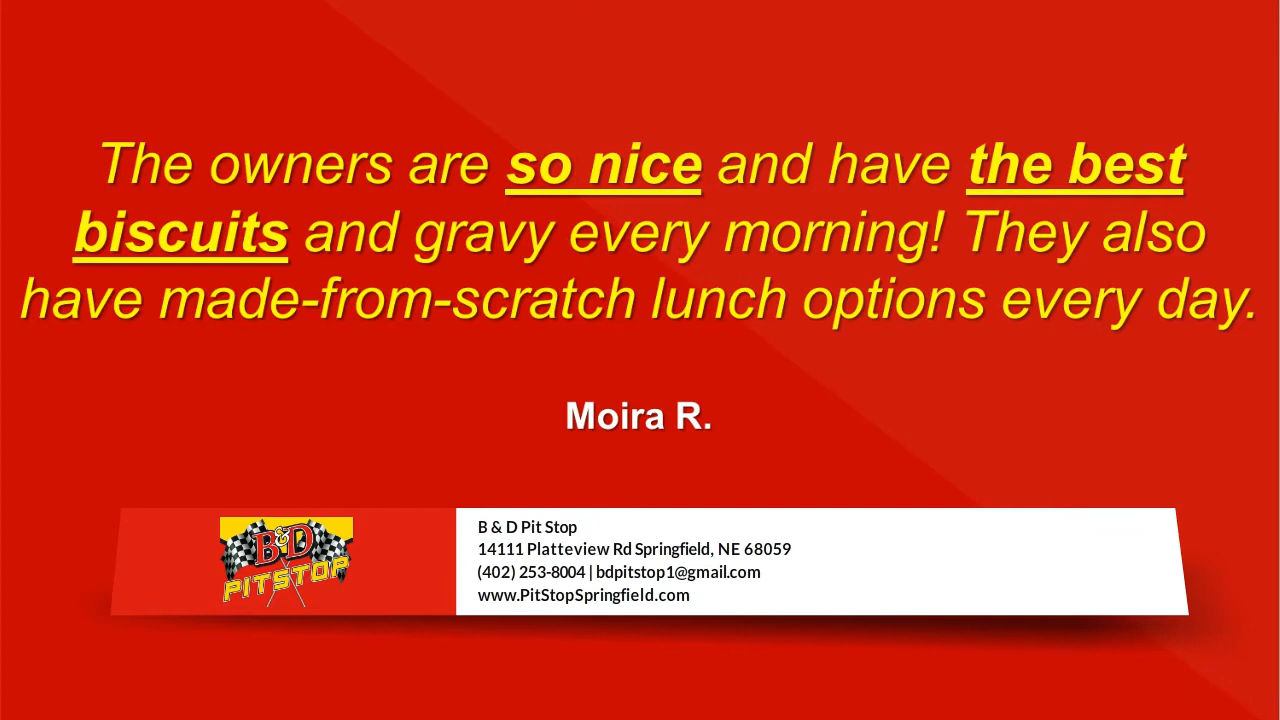 The owners are so nice and have the best
biscuits and gravy every morning! They also
have made-from-scratch lunch options every day.
Moira R.
B&D
PITSTOP
B & D Pit Stop
14111 Platteview Rd Springfield, NE 68059
(402) 253-8004 | bdpitstop1@gmail.com
www.PitStopSpringfield.com